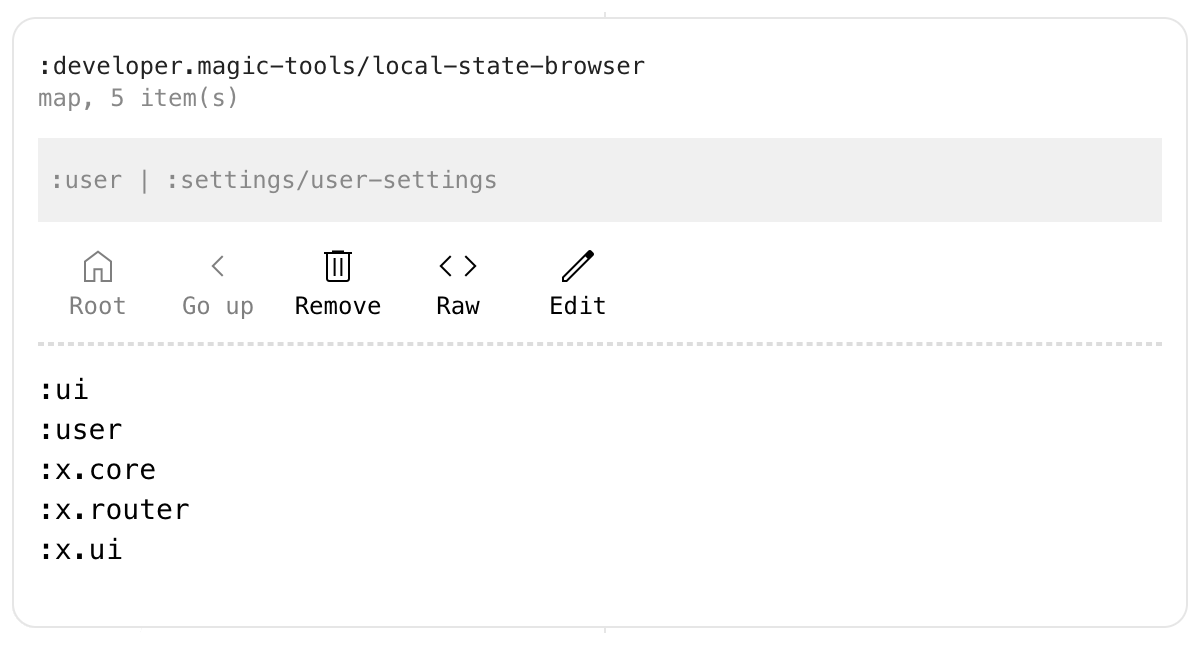 :developer.magic-tools/local-state-browser
map, 5 item(s)
:user | :settings/user-settings
Root Go up Remove Raw Edit
:ui
:user
:x.core
:x.router
:x.ui